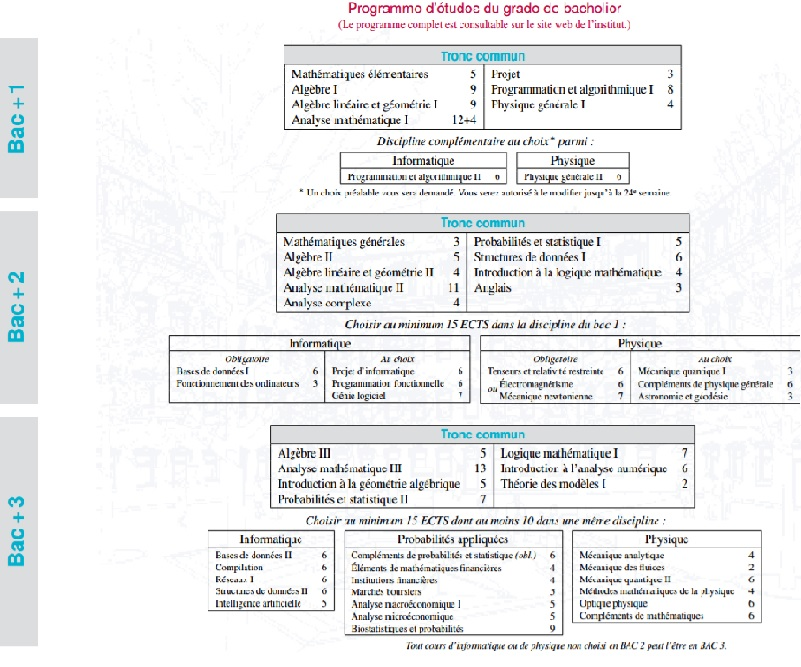 Programme d'études du grade de bachelier
(Le programme complet est consultable sur le site web de l'institut.)
Bac + 1
Tronc commun
Mathématiques élémentaires 5
Algèbre I 9
Algèbre linéaire et géométrie I 9
Analyse mathématique I 12+4
Projet 3
Programmation et algorithmique I 8
Physique générale I 4
Discipline complémentaire au choix* parmi :
Informatique
Programmation et algorithmique II 6
Physique
Physique générale II 6
* Un choix préalable vous sera demandé. Vous serez autorisé à le modifier jusqu'à la 24e semaine
Bac + 2
Tronc commun
Mathématiques générales 3
Algèbre II 5
Algèbre linéaire et géométrie II 4
Analyse mathématique II 11
Analyse complexe 4
Probabilités et statistique I 5
Structures de données I 6
Introduction à la logique mathématique 4
Anglais 3
Choisir au minimum 15 ECTS dans la discipline du bac 1 :
Informatique
Obligatoire
Bases de données I 6
Fonctionnement des ordinateurs 3
Au choix
Projet d'informatique 6
Programmation fonctionnelle 6
Génie logiciel
Physique
Obligatoire
Tenseurs et relativité restreinte 6
ou Électromagnétisme 6
Mécanique newtonienne 7
Au choix
Mécanique quantique I 3
Compléments de physique générale 6
Astronomie et géodésie 3
Bac + 3
Tronc commun
Algèbre III 5
Analyse mathématique III 13
Introduction à la géométrie algébrique 5
Probabilités et statistique II 7
Logique mathématique I 7
Introduction à l'analyse numérique 6
Théorie des modèles I 2
Choisir au minimum 15 ECTS dont au moins 10 dans une même discipline :
Informatique
Bases de données II 6
Compilation 6
Réseaux I 6
Structures de données II 6
Intelligence artificielle 5
Probabilités appliquées
Compléments de probabilités et statistique (obl.) 6
Éléments de mathématiques financières 4
Institutions financières 4
Marchés boursiers 3
Analyse macroéconomique I 5
Analyse microéconomique 5
Biostatistiques et probabilités 9
Physique
Mécanique analytique 4
Mécanique des fluides 2
Mécanique quantique II 6
Méthodes mathématiques de la physique 4
Optique physique 6
Compléments de mathématiques 6
Tout cours d'informatique ou de physique non choisi en BAC 2 peut l'être en BAC 3.